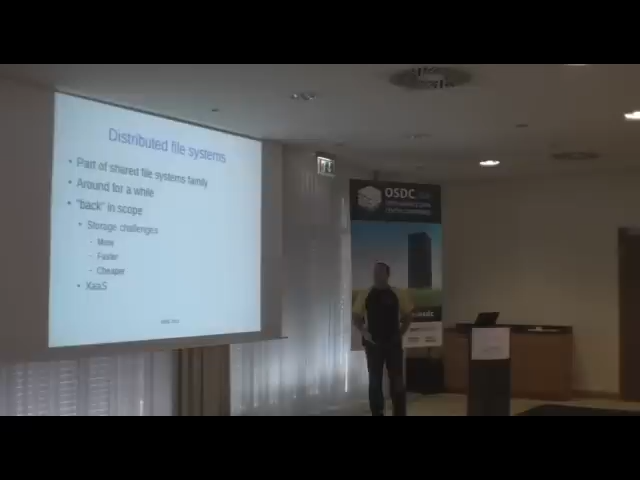 Distributed file systems
• Part of shared file systems family
• Around for a while
• "back" in scope
• Storage challenges
- More
- Faster
- Cheaper
• XaaS
OSDC